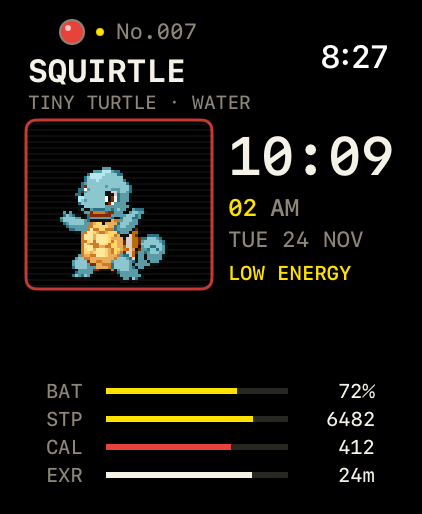 No.007
8:27
SQUIRTLE
TINY TURTLE · WATER
10:09
02 AM
TUE 24 NOV
LOW ENERGY
BAT 72%
STP 6482
CAL 412
EXR 24m